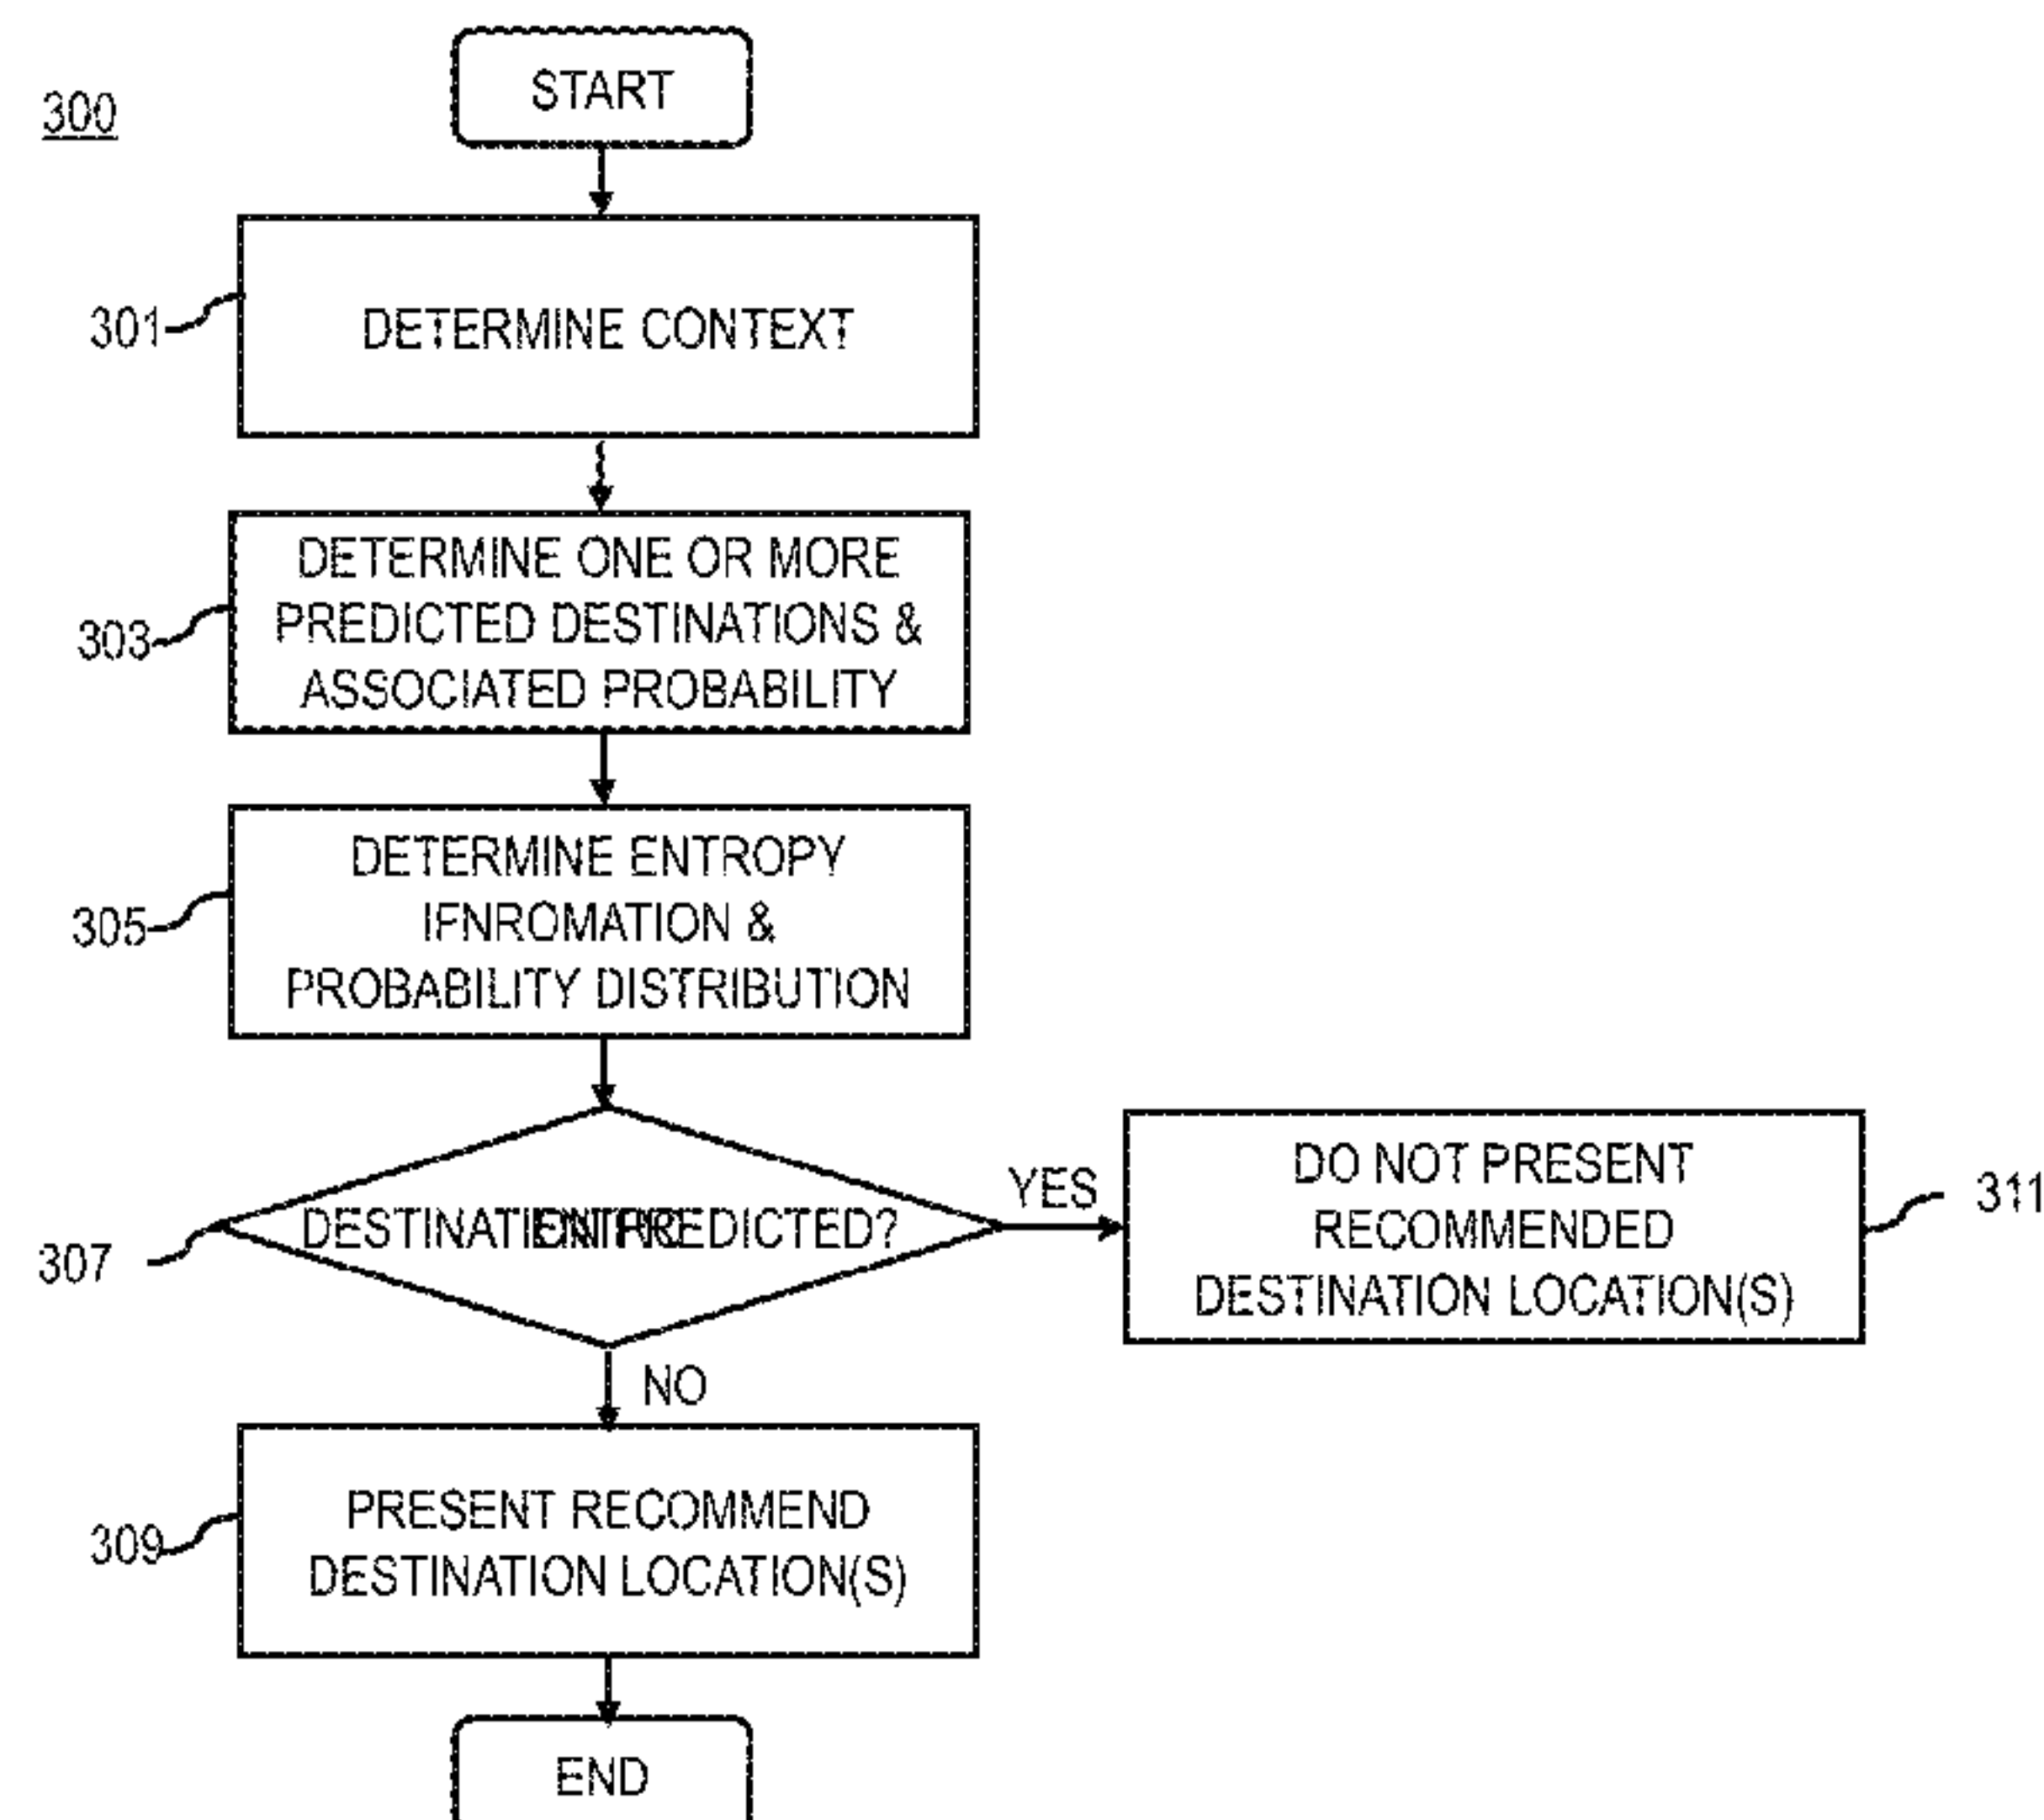 300
START
301
DETERMINE CONTEXT
303
DETERMINE ONE OR MORE
PREDICTED DESTINATIONS &
ASSOCIATED PROBABILITY
305
DETERMINE ENTROPY
IFNROMATION &
PROBABILITY DISTRIBUTION
307
PREDICTED?
YES
DO NOT PRESENT
RECOMMENDED
DESTINATION LOCATION(S)
311
NO
309
PRESENT RECOMMEND
DESTINATION LOCATION(S)
END